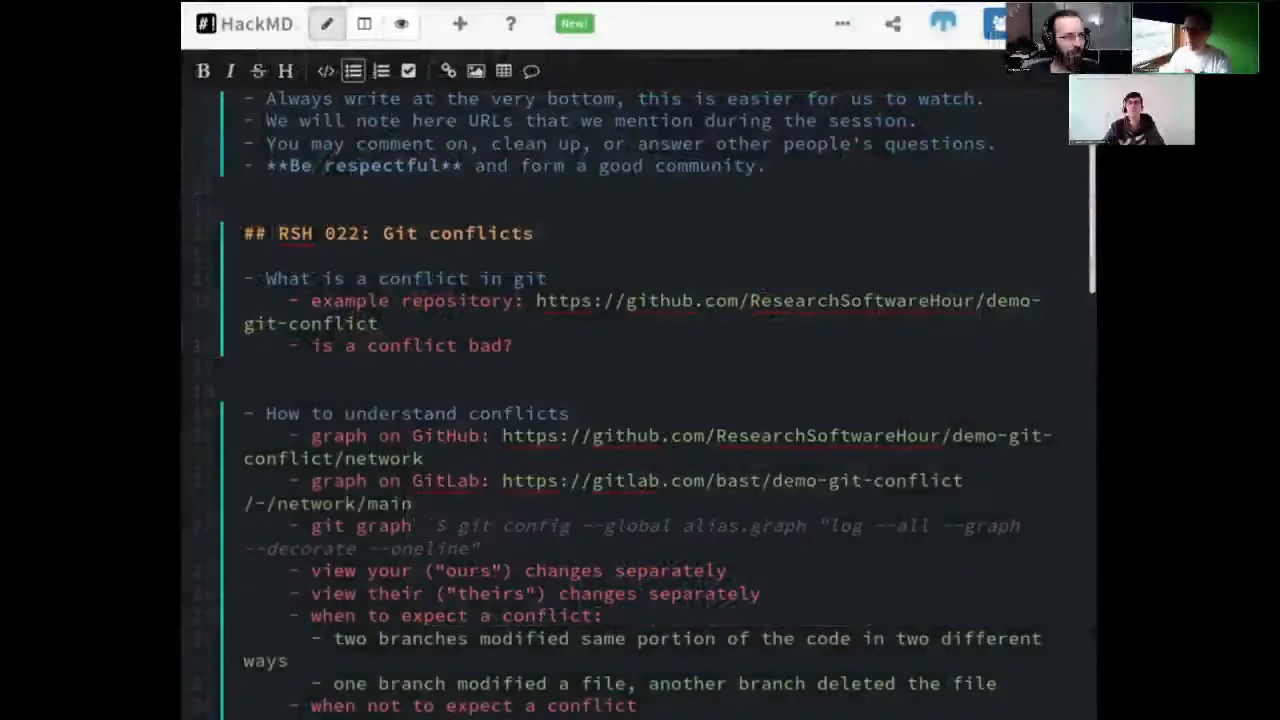 HackMD
New!
B I S H
- Always write at the very bottom, this is easier for us to watch.
- We will note here URLs that we mention during the session.
- You may comment on, clean up, or answer other people's questions.
- **Be respectful** and form a good community.
## RSH 022: Git conflicts
- What is a conflict in git
- example repository: https://github.com/ResearchSoftwareHour/demo-
git-conflict
- is a conflict bad?
- How to understand conflicts
- graph on GitHub: https://github.com/ResearchSoftwareHour/demo-git-
conflict/network
- graph on GitLab: https://gitlab.com/bast/demo-git-conflict
/-/network/main
- git graph `$ git config --global alias.graph "log --all --graph
--decorate --oneline"
- view your ("ours") changes separately
- view their ("theirs") changes separately
- when to expect a conflict:
- two branches modified same portion of the code in two different
ways
- one branch modified a file, another branch deleted the file
- when not to expect a conflict